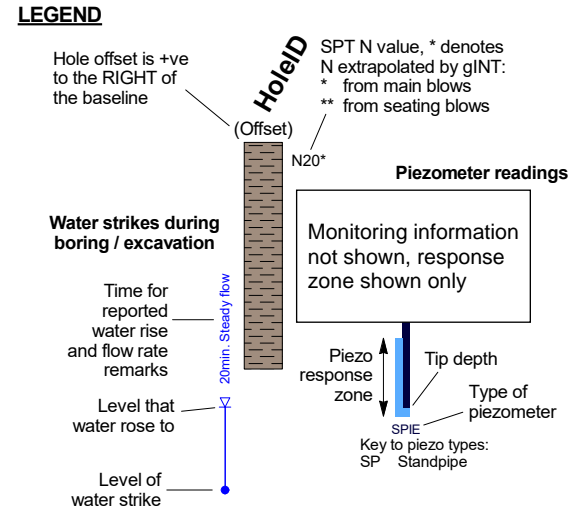 LEGEND
Hole offset is +ve
to the RIGHT of
the baseline
HoleID
(Offset)
SPT N value, * denotes
N extrapolated by gINT:
* from main blows
** from seating blows
N20*
Piezometer readings
Water strikes during
boring / excavation
Monitoring information
not shown, response
zone shown only
Time for
reported
water rise
and flow rate
remarks
20min. Steady flow
Level that
water rose to
Level of
water strike
Piezo
response
zone
Tip depth
Type of
piezometer
SPIE
Key to piezo types:
SP Standpipe